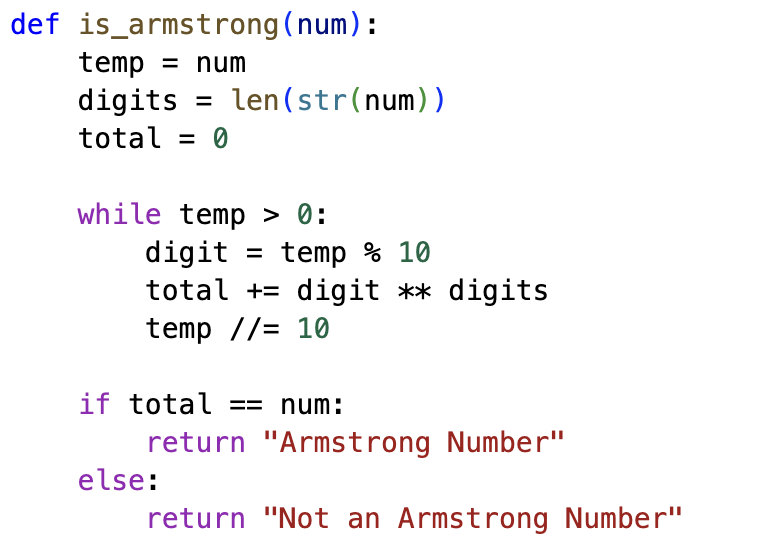 def is_armstrong(num):
    temp = num
    digits = len(str(num))
    total = 0

    while temp > 0:
        digit = temp % 10
        total += digit ** digits
        temp //= 10

    if total == num:
        return "Armstrong Number"
    else:
        return "Not an Armstrong Number"